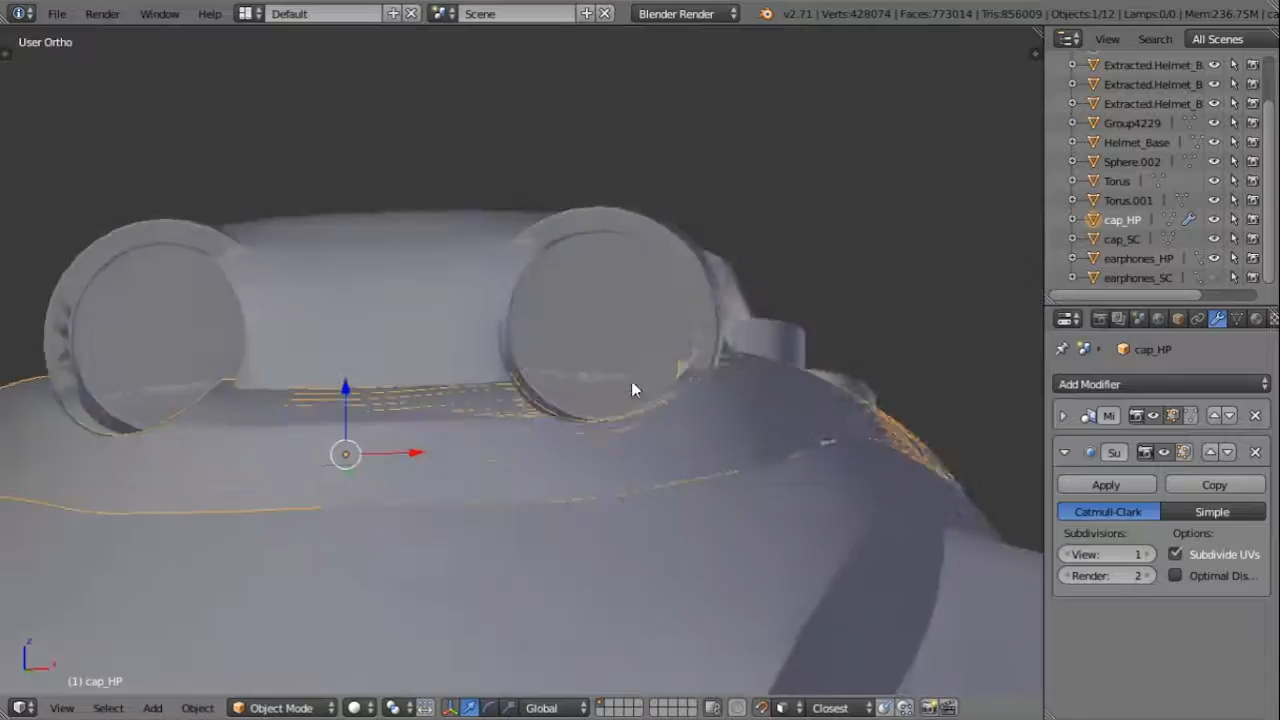 File Render Window Help Default Scene Blender Render v2.71 | Verts:428074 | Faces:773014 | Tris:856009 | Objects:1/12 | Lamps:0/0 | Mem:236.75M |
User Ortho
View Search All Scenes
Extracted.Helmet_B
Extracted.Helmet_B
Extracted.Helmet_B
Group4229
Helmet_Base
Sphere.002
Torus
Torus.001
cap_HP
cap_SC
earphones_HP
earphones_SC
cap_HP
Add Modifier
Mi
Su
Apply Copy
Catmull-Clark Simple
Subdivisions: Options:
View: 1 Subdivide UVs
Render: 2 Optimal Dis...
z
x
(1) cap_HP
View Select Add Object Object Mode Global Closest